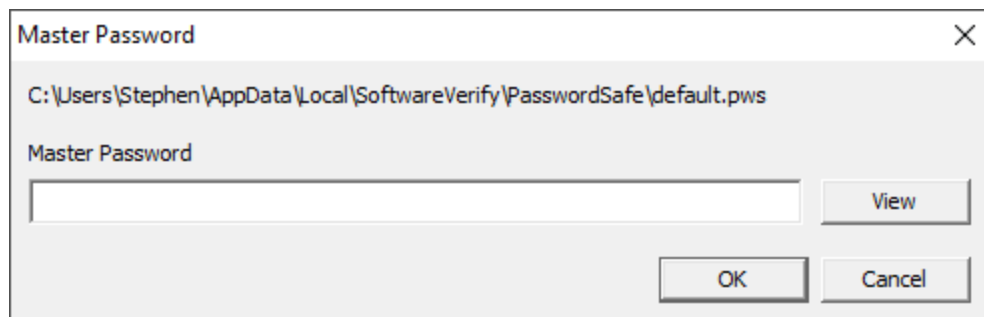 Master Password
C:\Users\Stephen\AppData\Local\SoftwareVerify\PasswordSafe\default.pws
Master Password
View
OK Cancel